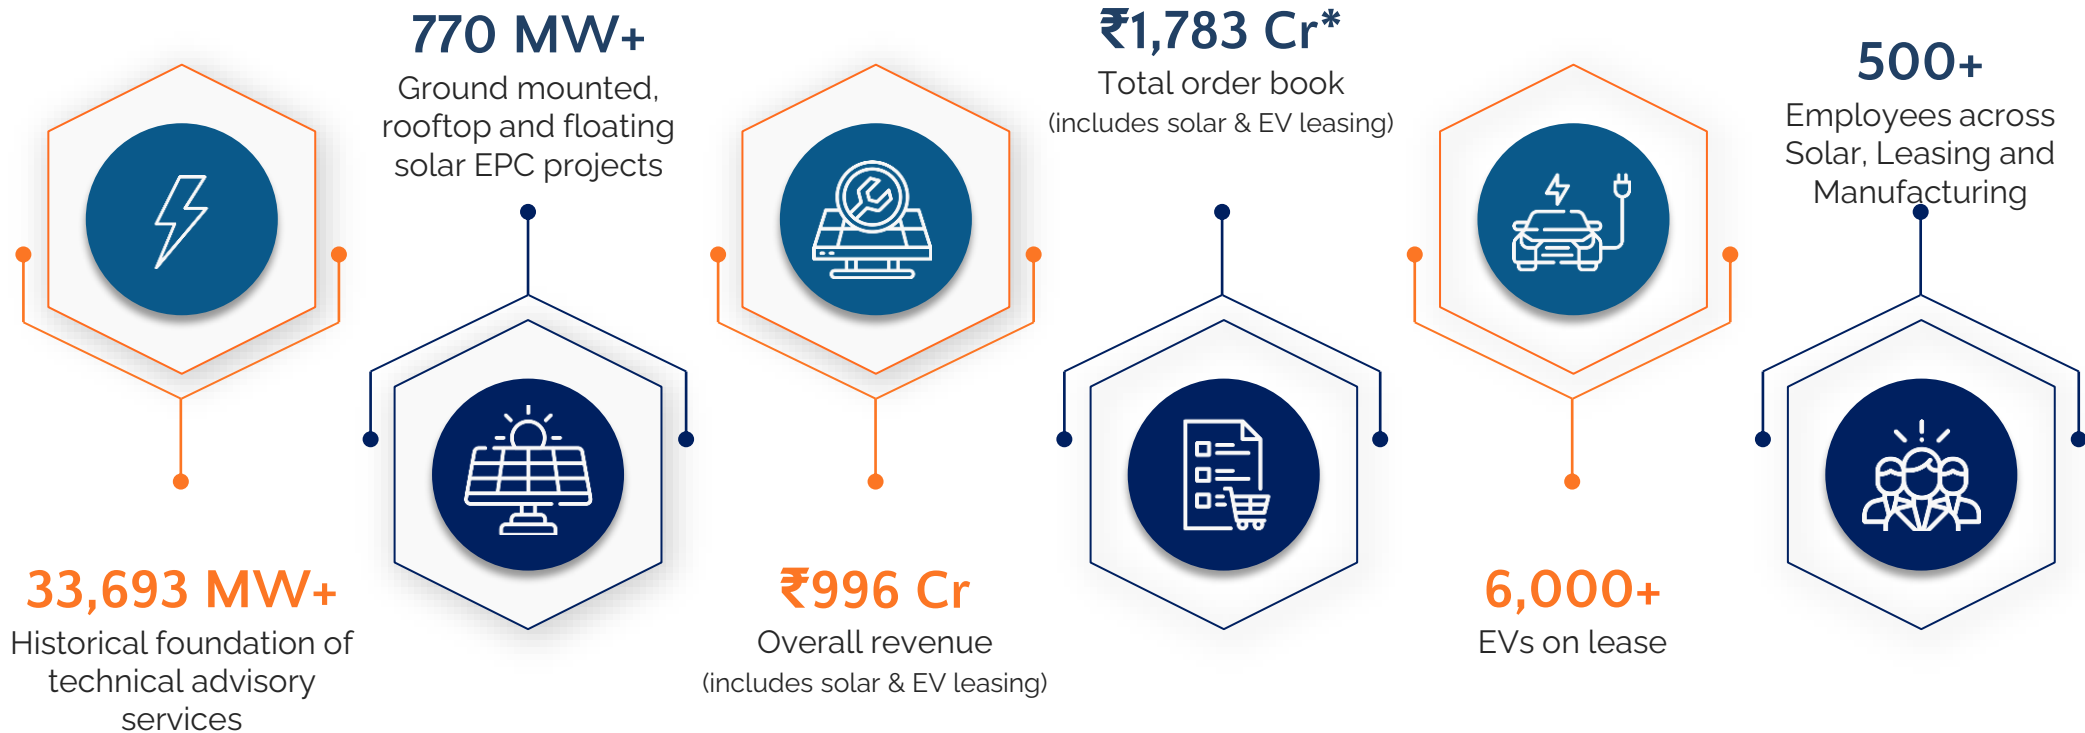 33,693 MW+
Historical foundation of
technical advisory
services
770 MW+
Ground mounted,
rooftop and floating
solar EPC projects
₹996 Cr
Overall revenue
(includes solar & EV leasing)
₹1,783 Cr*
Total order book
(includes solar & EV leasing)
6,000+
EVs on lease
500+
Employees across
Solar, Leasing and
Manufacturing